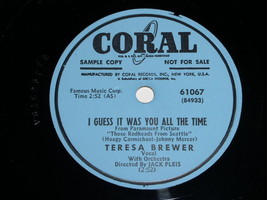 CORAL
SAMPLE COPY
NOT FOR SALE
MANUFACTURED BY CORAL RECORDS, INC., NEW YORK, U.S.A.
Famous Music Corp.
Time 2:52 (AS)
61067
(84933)
I GUESS IT WAS YOU ALL THE TIME
From Paramount Picture
"Those Redheads From Seattle"
(Hoagy Carmichael-Johnny Mercer)
TERESA BREWER
Vocal
With Orchestra
Directed By JACK PLEIS
(2:52)